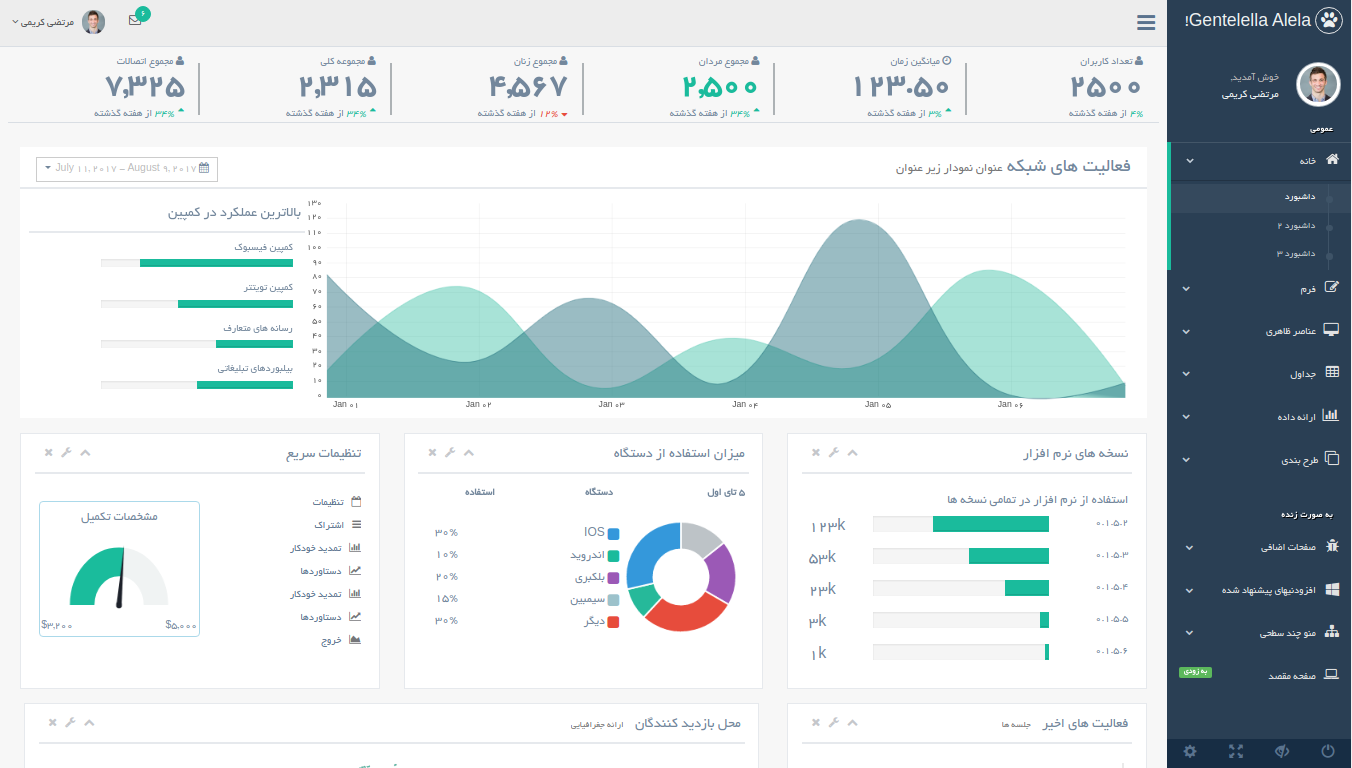 Gentelella Alela!
خوش آمدید,
مرتضی کریمی
عمومی
خانه
داشبورد
داشبورد ۲
داشبورد ۳
فرم
عناصر ظاهری
جداول
ارائه داده
طرح بندی
به صورت زنده
صفحات اضافی
افزودنیهای پیشنهاد شده
منو چند سطحی
صفحه مقصد
به زودی
۶
مرتضی کریمی
تعداد کاربران
۲۵۰۰
۴% از هفته گذشته
میانگین زمان
۱۲۳.۵۰
۳% از هفته گذشته
مجموع مردان
۲,۵۰۰
۳۴% از هفته گذشته
مجموع زنان
۴,۵۶۷
۱۲% از هفته گذشته
مجموعه کلی
۲,۳۱۵
۳۴% از هفته گذشته
مجموع اتصالات
۷,۳۲۵
۳۴% از هفته گذشته
فعالیت های شبکه عنوان نمودار زیر عنوان
July ۱۱, ۲۰۱۷ - August ۹, ۲۰۱۷
۱۳۰
۱۲۰
۱۱۰
۱۰۰
۹۰
۸۰
۷۰
۶۰
۵۰
۴۰
۳۰
۲۰
۱۰
۰
Jan ۰۱
Jan ۰۲
Jan ۰۳
Jan ۰۴
Jan ۰۵
Jan ۰۶
بالاترین عملکرد در کمپین
کمپین فیسبوک
کمپین تویتتر
رسانه های متعارف
بیلبوردهای تبلیغاتی
نسخه های نرم افزار
استفاده از نرم افزار در تمامی نسخه ها
۰.۱.۵.۲
۱۲۳k
۰.۱.۵.۳
۵۳k
۰.۱.۵.۴
۲۳k
۰.۱.۵.۵
۳k
۰.۱.۵.۶
۱k
میزان استفاده از دستگاه
۵ تای اول
دستگاه
استفاده
IOS
۳۰%
اندروید
۱۰%
بلکبری
۲۰%
سیمبین
۱۵%
دیگر
۳۰%
تنظیمات سریع
تنظیمات
اشتراک
تمدید خودکار
دستاوردها
تمدید خودکار
دستاوردها
خروج
مشخصات تکمیل
$۳,۲۰۰
$۵,۰۰۰
فعالیت های اخیر جلسه ها
محل بازدید کنندگان ارائه جغرافیایی